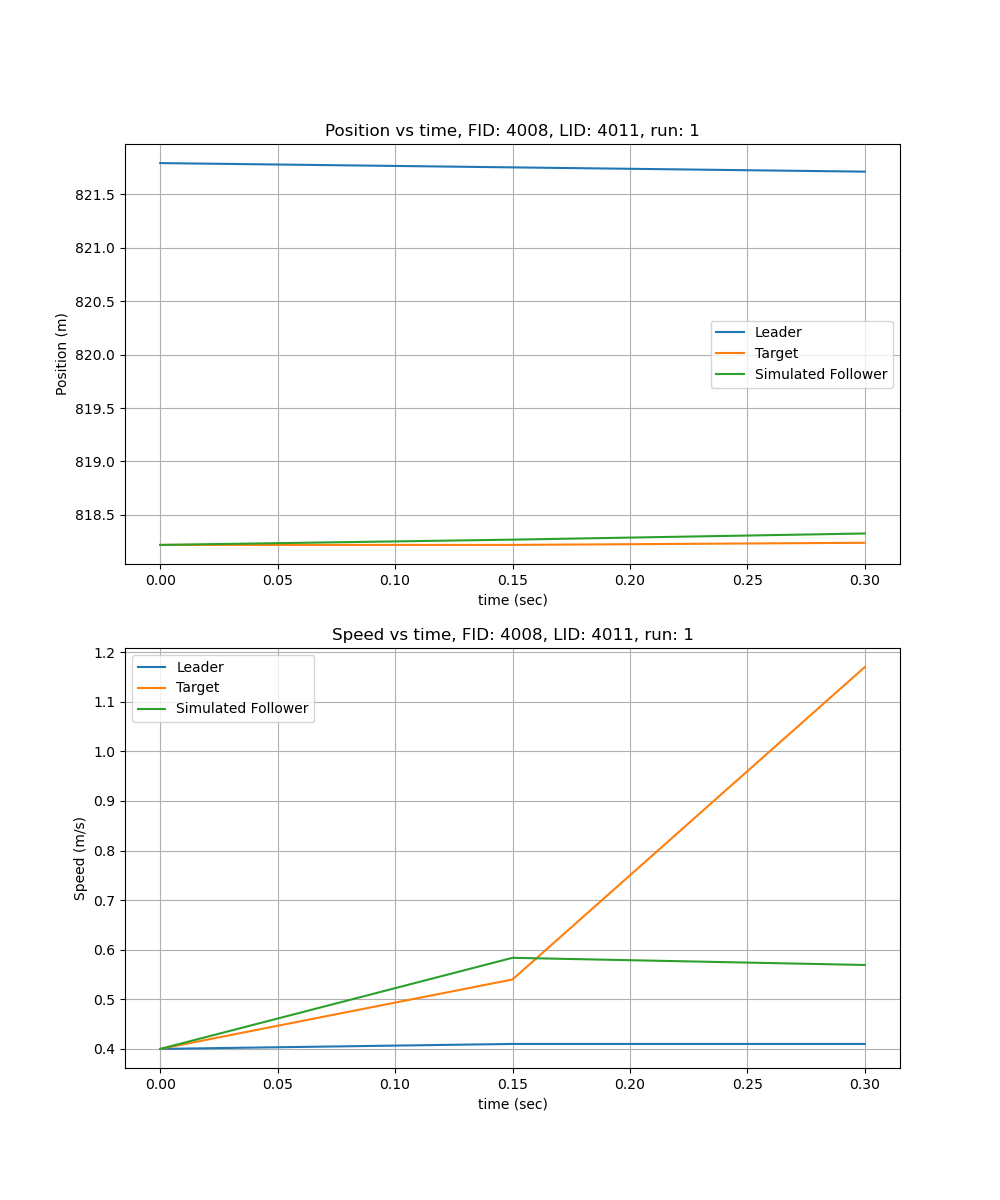 Position vs time, FID: 4008, LID: 4011, run: 1
Position (m)
821.5
821.0
820.5
820.0
819.5
819.0
818.5
Leader
Target
Simulated Follower
0.00 0.05 0.10 0.15 0.20 0.25 0.30
time (sec)
Speed vs time, FID: 4008, LID: 4011, run: 1
Speed (m/s)
1.2
1.1
1.0
0.9
0.8
0.7
0.6
0.5
0.4
Leader
Target
Simulated Follower
0.00 0.05 0.10 0.15 0.20 0.25 0.30
time (sec)